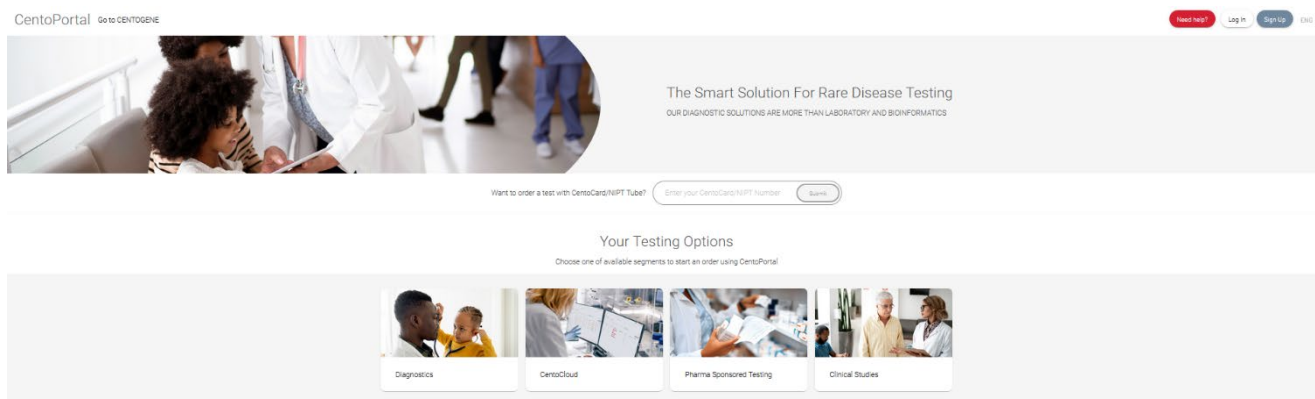 CentoPortal Go to CENTOGENE
Need help? Log In Sign Up ENG
The Smart Solution For Rare Disease Testing
OUR DIAGNOSTIC SOLUTIONS ARE MORE THAN LABORATORY AND BIOINFORMATICS
Want to order a test with CentoCard/NIPT Tube? Enter your CentoCard/NIPT Number Submit
Your Testing Options
Choose one of available segments to start an order using CentoPortal
Diagnostics CentoCloud Pharma Sponsored Testing Clinical Studies